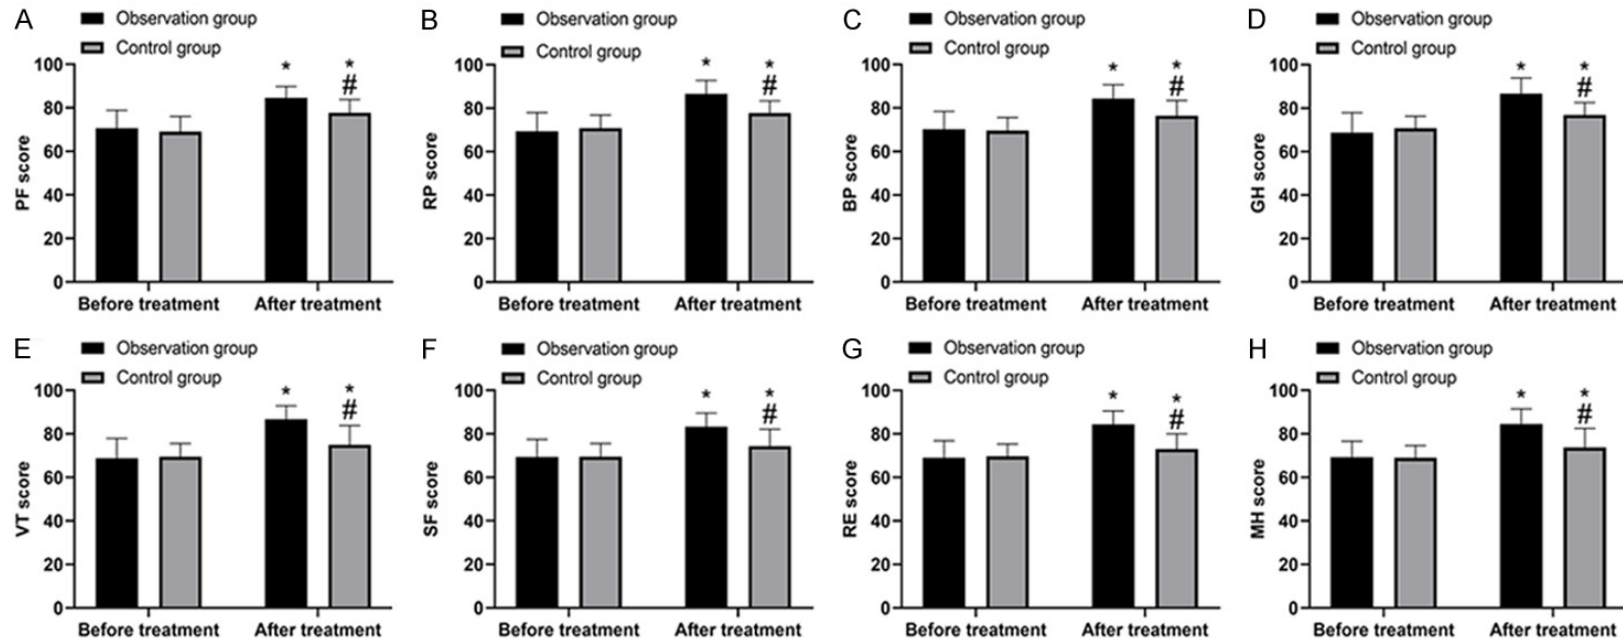 A
Observation group
Control group
* *
#
100
80
60
40
20
0
PF score
Before treatment After treatment
B
Observation group
Control group
* *
#
100
80
60
40
20
0
RP score
Before treatment After treatment
C
Observation group
Control group
* *
#
100
80
60
40
20
0
BP score
Before treatment After treatment
D
Observation group
Control group
* *
#
100
80
60
40
20
0
GH score
Before treatment After treatment
E
Observation group
Control group
* *
#
100
80
60
40
20
0
VT score
Before treatment After treatment
F
Observation group
Control group
* *
#
100
80
60
40
20
0
SF score
Before treatment After treatment
G
Observation group
Control group
* *
#
100
80
60
40
20
0
RE score
Before treatment After treatment
H
Observation group
Control group
* *
#
100
80
60
40
20
0
MH score
Before treatment After treatment